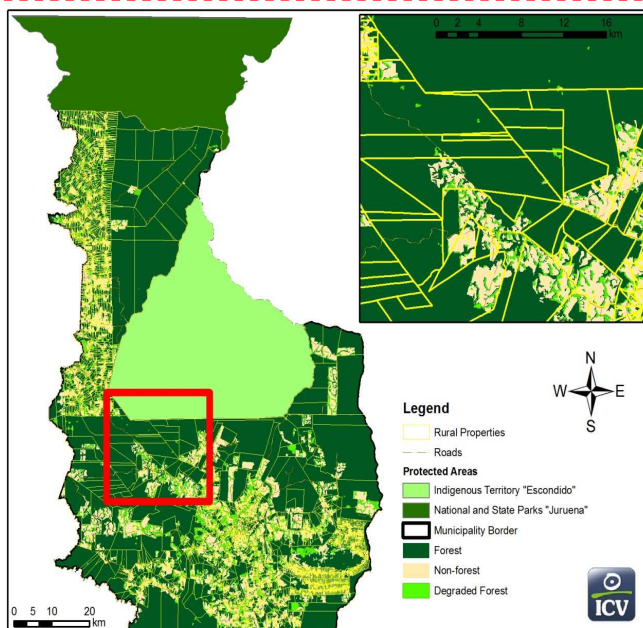 0 2 4 8 12 16
km
N
W E
S
Legend
Rural Properties
Roads
Protected Areas
Indigenous Territory "Escondido"
National and State Parks "Juruena"
Municipality Border
Forest
Non-forest
Degraded Forest
ICV
0 5 10 20
km